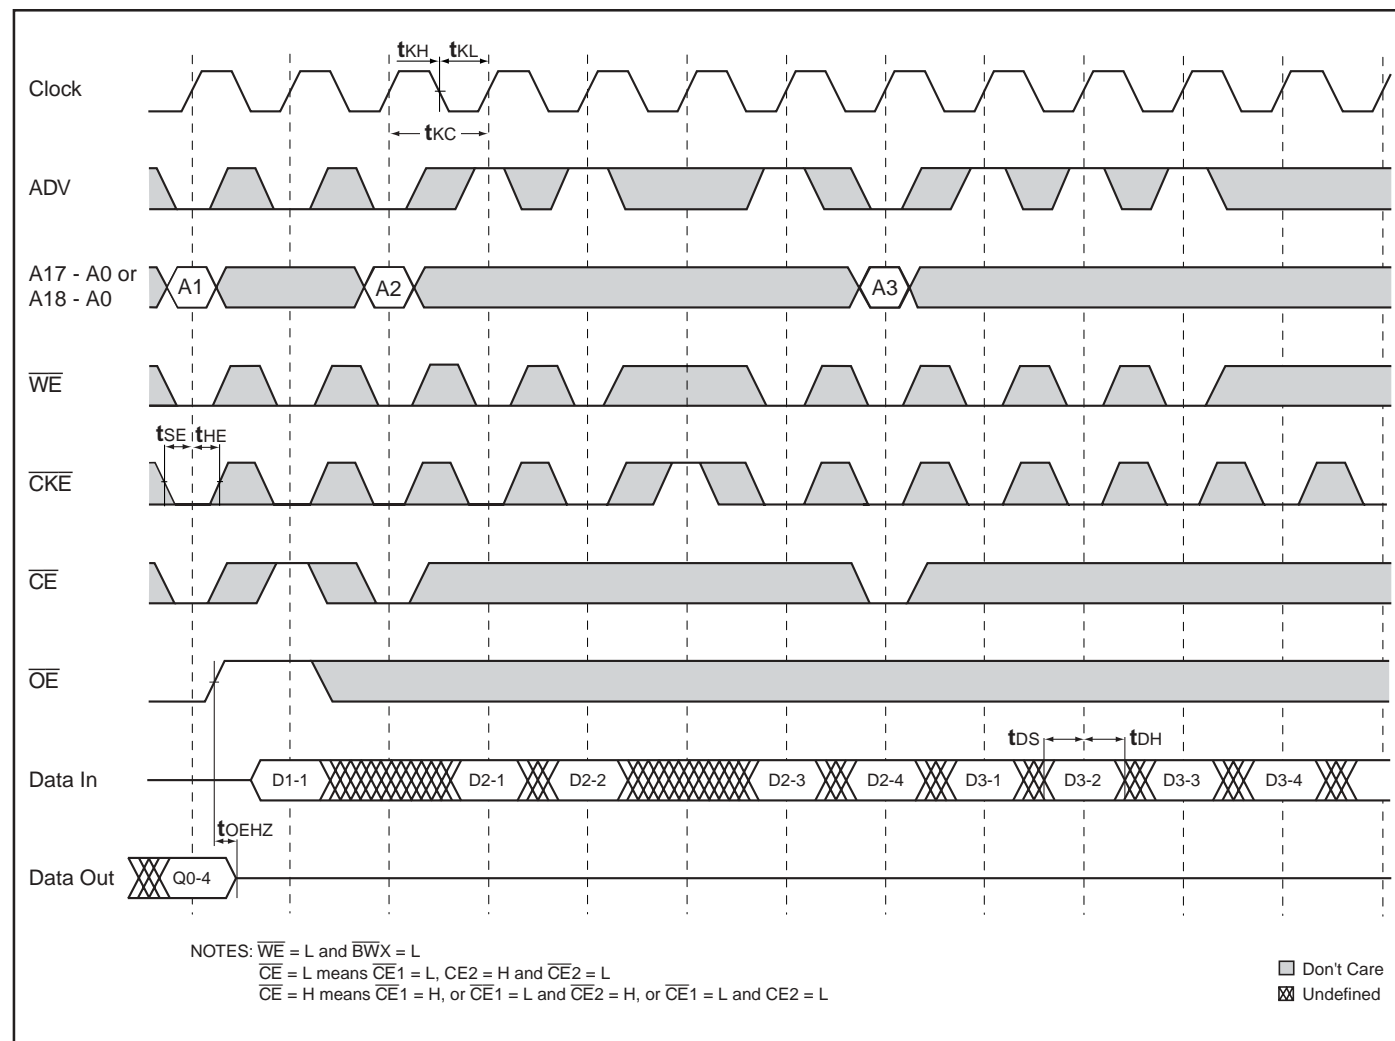 tKH tKL
Clock
tKC
ADV
A17 - A0 or
A18 - A0
A1 A2 A3
WE
tSE tHE
CKE
CE
OE
tDS tDH
Data In D1-1 D2-1 D2-2 D2-3 D2-4 D3-1 D3-2 D3-3 D3-4
tOEHZ
Data Out Q0-4
NOTES: WE = L and BWX = L
CE = L means CE1 = L, CE2 = H and CE2 = L
CE = H means CE1 = H, or CE1 = L and CE2 = H, or CE1 = L and CE2 = L
Don't Care
Undefined